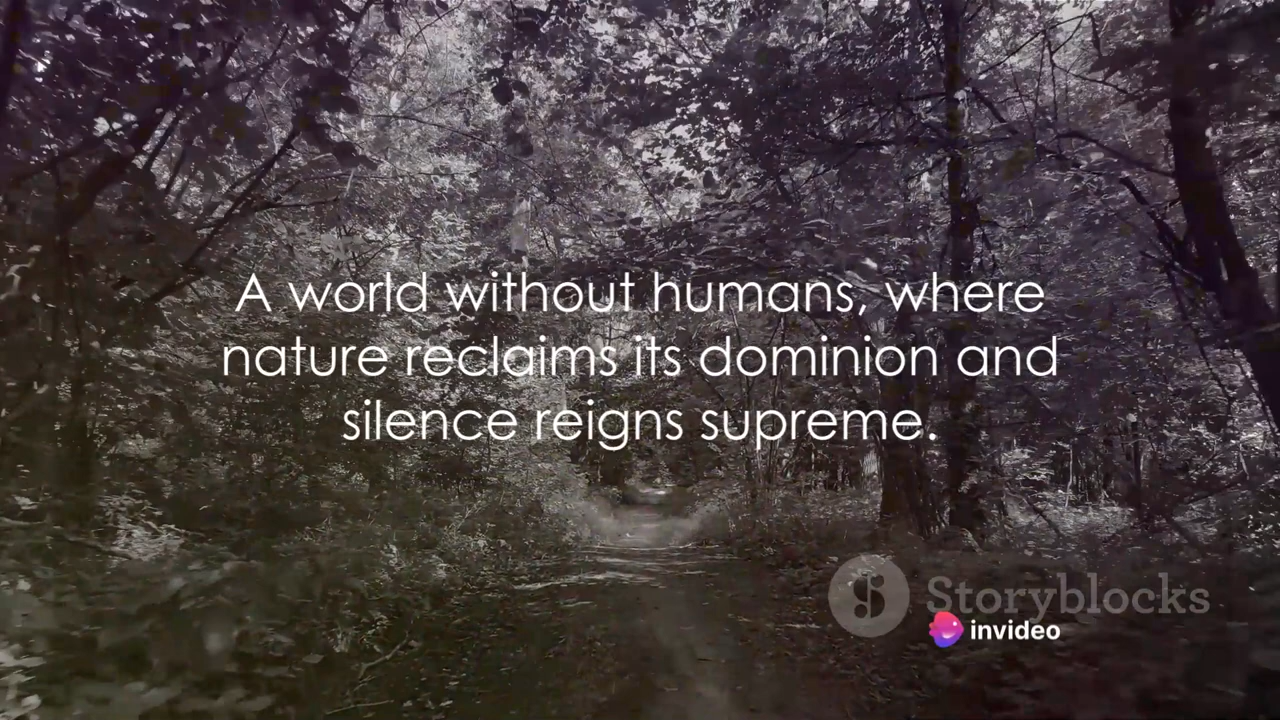 A world without humans, where
nature reclaims its dominion and
silence reigns supreme.
Storyblocks
invideo